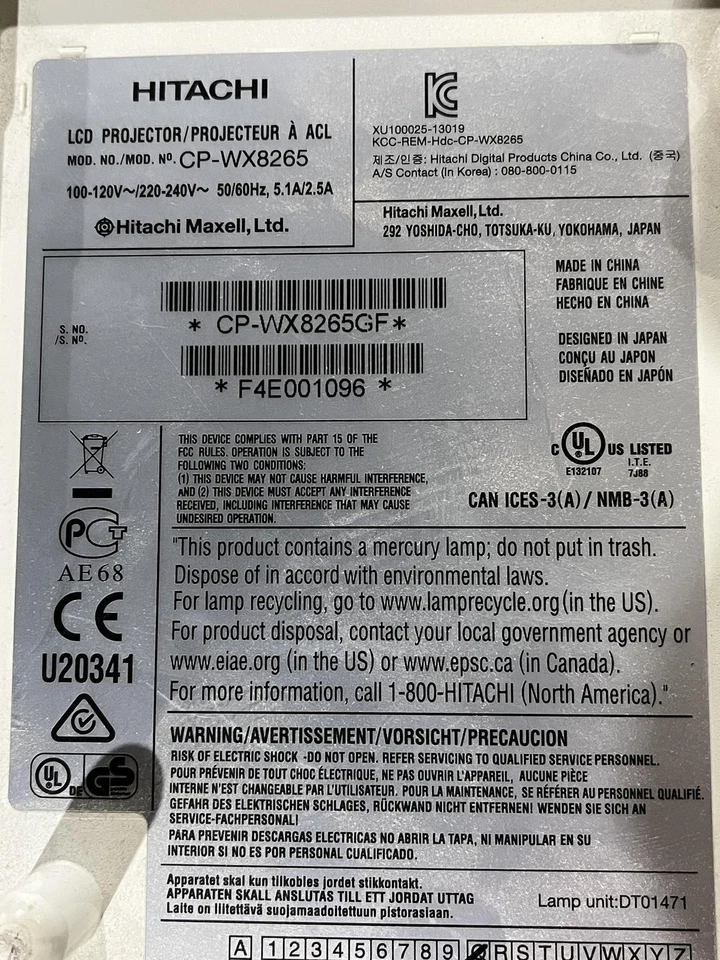 HITACHI
LCD PROJECTOR/PROJECTEUR À ACL
MOD. NO./MOD. Nº. CP-WX8265
100-120V~/220-240V~ 50/60Hz, 5.1A/2.5A
Hitachi Maxell, Ltd.
XU100025-13019
KCC-REM-Hdc-CP-WX8265
제조/인증: Hitachi Digital Products China Co., Ltd. (중국)
A/S Contact (In Korea) : 080-800-0115
Hitachi Maxell, Ltd.
292 YOSHIDA-CHO, TOTSUKA-KU, YOKOHAMA, JAPAN
S. NO.
/S. Nº.
* CP-WX8265GF*
* F4E001096 *
MADE IN CHINA
FABRIQUE EN CHINE
HECHO EN CHINA
DESIGNED IN JAPAN
CONÇU AU JAPON
DISEÑADO EN JAPÓN
THIS DEVICE COMPLIES WITH PART 15 OF THE
FCC RULES. OPERATION IS SUBJECT TO THE
FOLLOWING TWO CONDITIONS:
(1) THIS DEVICE MAY NOT CAUSE HARMFUL INTERFERENCE,
AND (2) THIS DEVICE MUST ACCEPT ANY INTERFERENCE
RECEIVED, INCLUDING INTERFERENCE THAT MAY CAUSE
UNDESIRED OPERATION.
C UL US LISTED
E132107
I.T.E.
7J88
CAN ICES-3(A)/ NMB-3(A)
PCT
AE68
CE
U20341
UL
DE
GS
"This product contains a mercury lamp; do not put in trash.
Dispose of in accord with environmental laws.
For lamp recycling, go to www.lamprecycle.org(in the US).
For product disposal, contact your local government agency or
www.eiae.org (in the US) or www.epsc.ca (in Canada).
For more information, call 1-800-HITACHI (North America)."
WARNING/AVERTISSEMENT/VORSICHT/PRECAUCION
RISK OF ELECTRIC SHOCK -DO NOT OPEN. REFER SERVICING TO QUALIFIED SERVICE PERSONNEL.
POUR PRÉVENIR DE TOUT CHOC ÉLECTRIQUE, NE PAS OUVRIR L'APPAREIL, AUCUNE PIÈCE
INTERNE N'EST CHANGEABLE PAR L'UTILISATEUR. POUR LA MAINTENANCE, SE RÉFÉRER AU PERSONNEL QUALIFIÉ.
GEFAHR DES ELEKTRISCHEN SCHLAGES, RÜCKWAND NICHT ENTFERNEN! WENDEN SIE SICH AN
SERVICE-FACHPERSONAL!
PARA PREVENIR DESCARGAS ELECTRICAS NO ABRIR LA TAPA, NI MANIPULAR EN SU
INTERIOR SI NO ES POR PERSONAL CUALIFICADO.
Apparatet skal kun tilkobles jordet stikkontakt.
APPARATEN SKALL ANSLUTAS TILL ETT JORDAT UTTAG
Laite on liitettävä suojamaadoitettuun pistorasiaan.
Lamp unit:DT01471
A 1 2 3 4 5 6 7 8 9 R S T U V W X Y Z